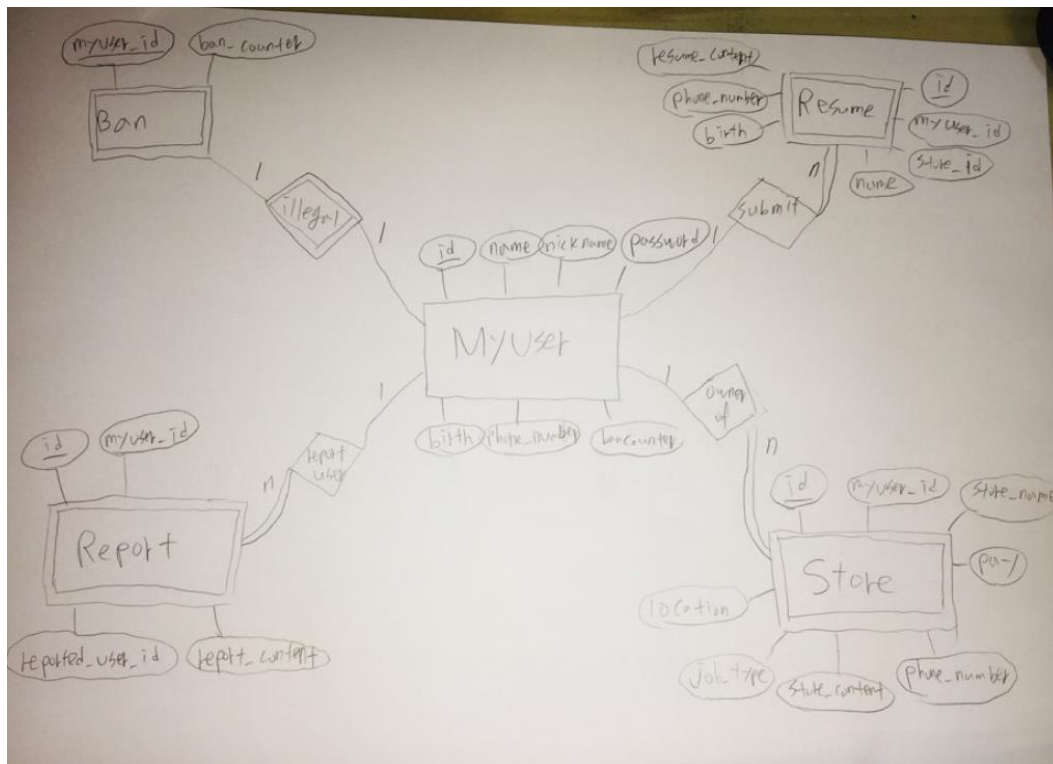 myuser_id
ban_counter
Ban
1
illegal
1
resume_content
phone_number
birth
Resume
id
myuser_id
store_id
name
n
submit
1
id
name
nickname
password
MyUser
birth
phone_number
bancounter
1
report
user
n
id
myuser_id
Report
reported_user_id
report_content
1
owner
of
n
id
myuser_id
store_name
pay
Store
location
job_type
store_content
phone_number